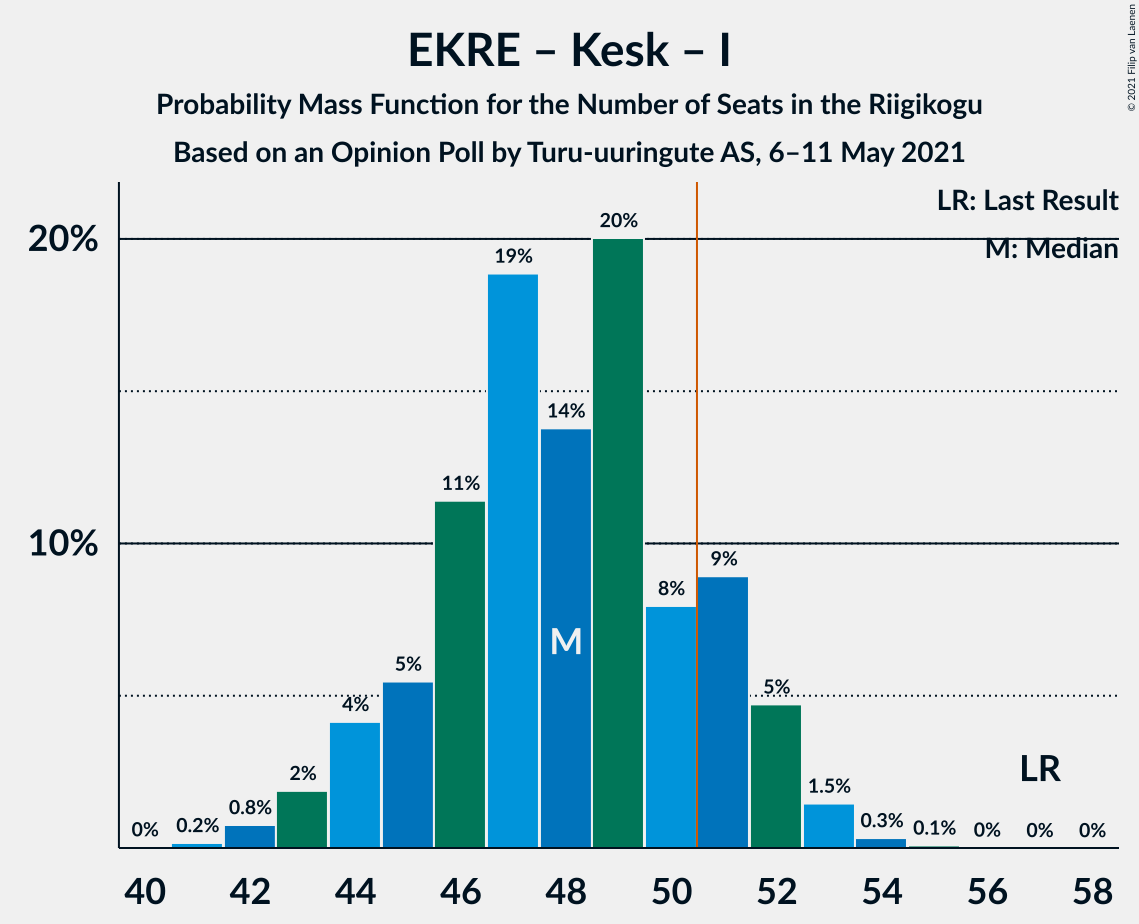 EKRE – Kesk – I
Probability Mass Function for the Number of Seats in the Riigikogu
Based on an Opinion Poll by Turu-uuringute AS, 6–11 May 2021
© 2021 Filip van Laenen
LR: Last Result
M: Median
20%
10%
0%
0.2%
0.8%
2%
4%
5%
11%
19%
14%
20%
8%
9%
5%
1.5%
0.3%
0.1%
0%
0%
0%
M
LR
40 42 44 46 48 50 52 54 56 58